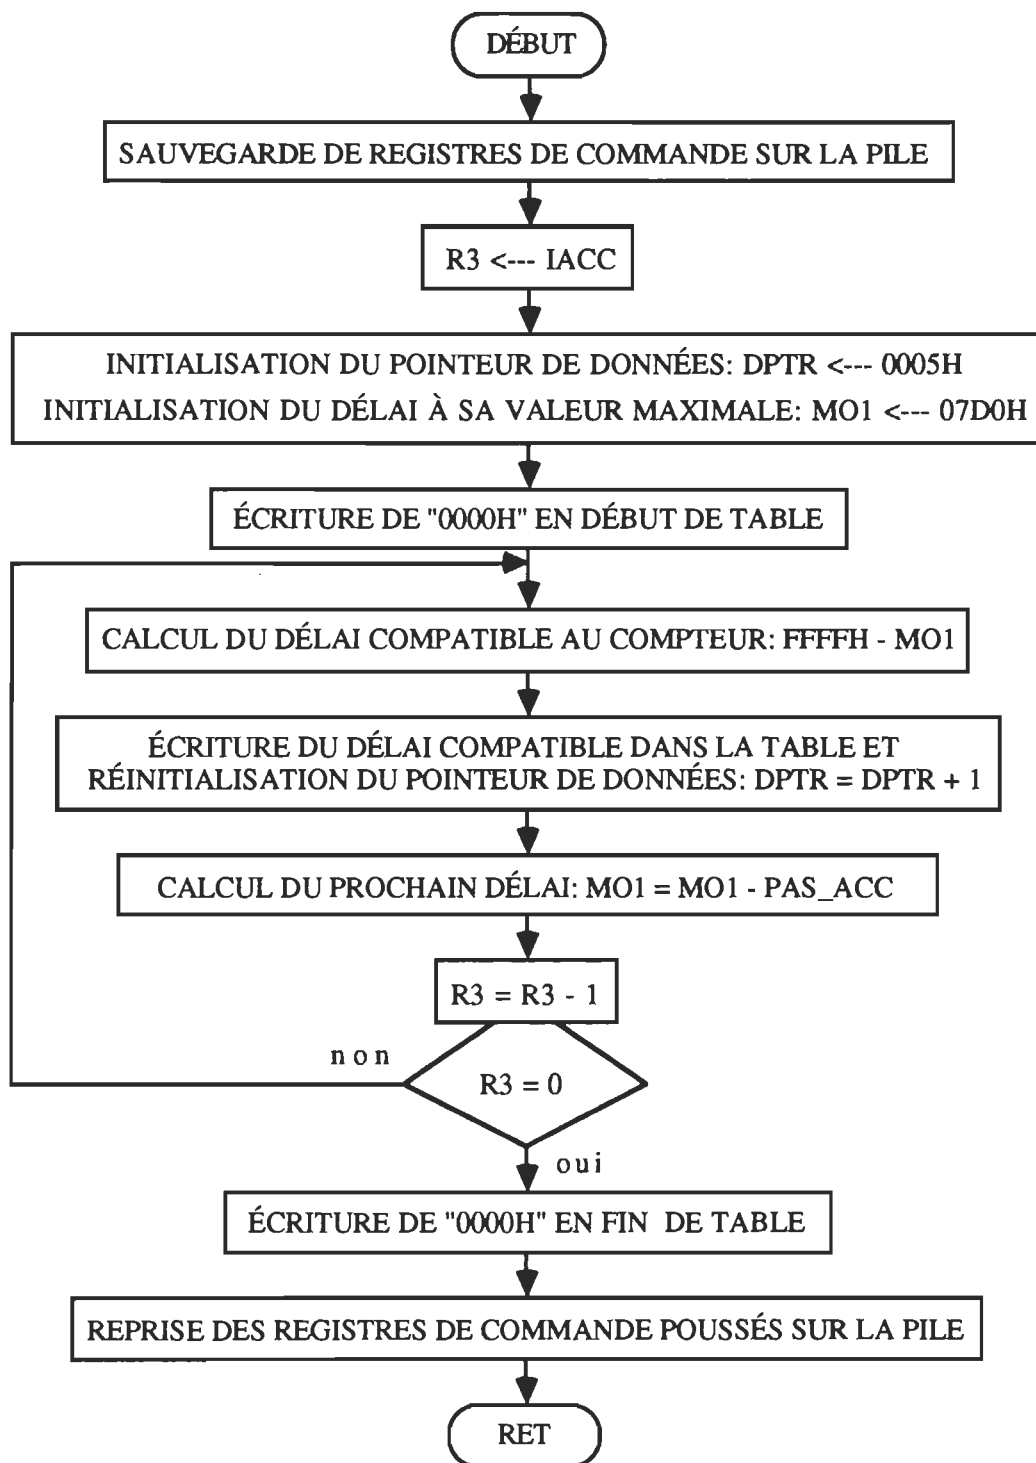 DÉBUT
SAUVEGARDE DE REGISTRES DE COMMANDE SUR LA PILE
R3 <--- IACC
INITIALISATION DU POINTEUR DE DONNÉES: DPTR <--- 0005H
INITIALISATION DU DÉLAI À SA VALEUR MAXIMALE: MO1 <--- 07D0H
ÉCRITURE DE "0000H" EN DÉBUT DE TABLE
CALCUL DU DÉLAI COMPATIBLE AU COMPTEUR: FFFFH - MO1
ÉCRITURE DU DÉLAI COMPATIBLE DANS LA TABLE ET
RÉINITIALISATION DU POINTEUR DE DONNÉES: DPTR = DPTR + 1
CALCUL DU PROCHAIN DÉLAI: MO1 = MO1 - PAS_ACC
R3 = R3 - 1
non
R3 = 0
oui
ÉCRITURE DE "0000H" EN FIN DE TABLE
REPRISE DES REGISTRES DE COMMANDE POUSSÉS SUR LA PILE
RET